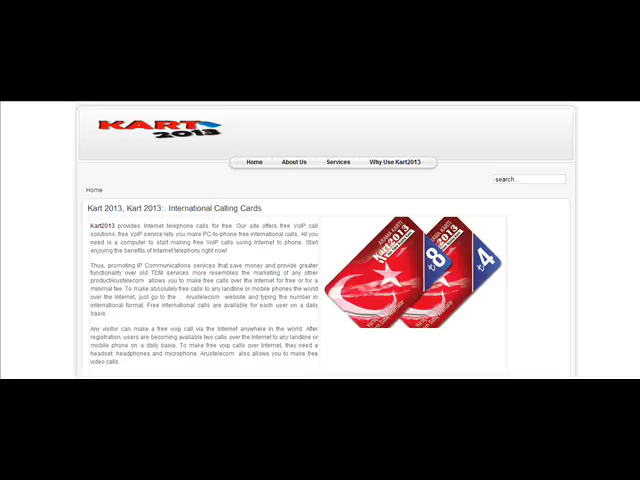 KART 2013
Home About Us Services Why Use Kart2013
search...
Home
Kart 2013, Kart 2013:: International Calling Cards
Kart2013 provides Internet telephone calls for free. Our site offers free VoIP call
solutions. free VoIP service lets you make PC-to-phone free international calls. All you
need is a computer to start making free VoIP calls using Internet to phone. Start
enjoying the benefits of Internet telephony right now!
Thus, promoting IP Communications services that save money and provide greater
functionality over old TDM services more resembles the marketing of any other
productArustelecom allows you to make free calls over the Internet for free or for a
minimal fee. To make absolutely free calls to any landline or mobile phones the world
over the Internet, just go to the Arustelecom website and typing the number in
international format. Free international calls are available for each user on a daily
basis.
Any visitor can make a free voip call via the Internet anywhere in the world. After
registration, users are becoming available two calls over the Internet to any landline or
mobile phone on a daily basis. To make free voip calls over Internet, they need a
headset: headphones and microphone. Arustelecom also allows you to make free
video calls.
ARAMA KARTI
Kart2013
₺8
ARAMA KARTI
Kart2013
₺4